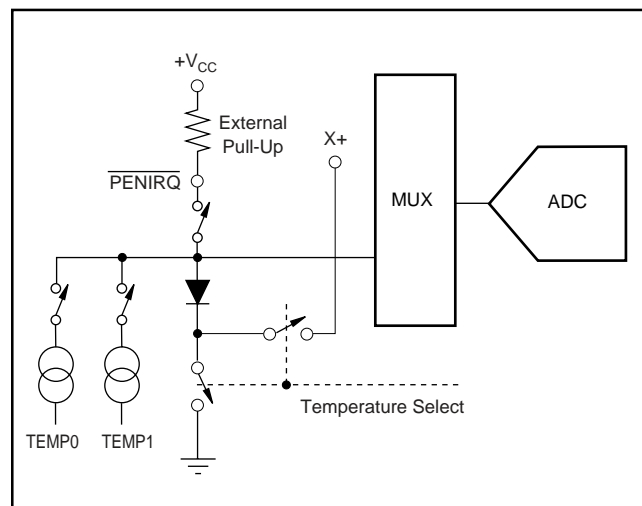 +VCC
External
Pull-Up
X+
PENIRQ
MUX
ADC
Temperature Select
TEMP0
TEMP1